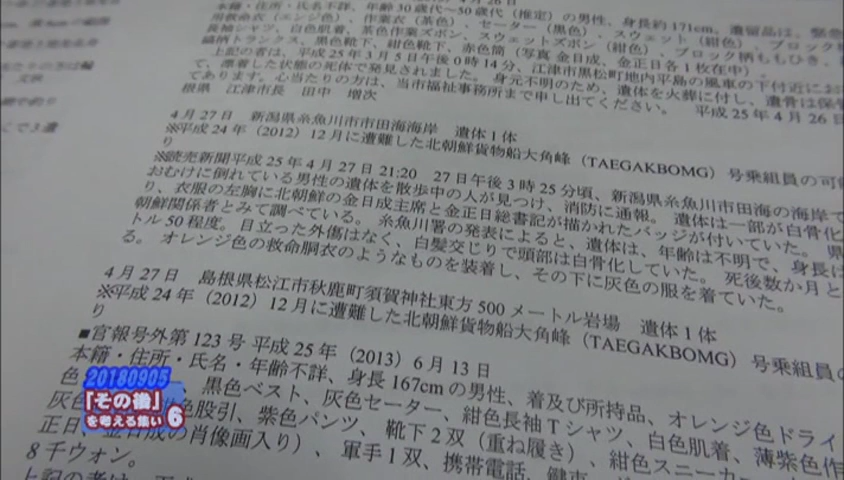 本籍・住所・氏名不詳、年齢30歳代~50歳代(推定)の男性、身長約171cm、遺留品は、緊急
用救命衣(エンジ色)、作業衣(茶色)、セーター(黒色)、スウェット(紺色)、ブロック柄
長袖シャツ、白色肌着、茶色作業ズボン、スウェットズボン(紺色)、ブロック柄ももひき、
柄トランクス、黒色靴下、紺色靴下、赤色筒(写真 金日成、金正日各1枚在中)
上記の者は、平成25年3月5日午後0時14分、江津市黒松町地内平島の風車の下付近にお
て、漂着した状態の死体で発見されました。身元不明のため、遺体を火葬に付し、遺骨は保管
てあります。心当たりの方は、当市福祉事務所まで申し出てください。 平成25年4月26日
根県 江津市長 田中 増次
4月27日 新潟県糸魚川市市田海海岸 遺体1体
※平成24年(2012)12月に遭難した北朝鮮貨物船大角峰(TAEGAKBOMG)号乗組員の可能
り
※読売新聞平成25年4月27日21:20 27日午後3時25分頃、新潟県糸魚川市田海の海岸で
おむけに倒れている男性の遺体を散歩中の人が見つけ、消防に通報。遺体は一部が白骨化
り、衣服の左胸に北朝鮮の金日成主席と金正日総書記が描かれたバッジが付いていた。県
朝鮮関係者とみて調べている。糸魚川署の発表によると、遺体は、年齢は不明で、身長は
トル50程度。目立った外傷はなく、白髪交じりで頭部は白骨化していた。死後数か月と
る。オレンジ色の救命胴衣のようなものを装着し、その下に灰色の服を着ていた。
4月27日 島根県松江市秋鹿町須賀神社東方500メートル岩場 遺体1体
※平成24年(2012)12月に遭難した北朝鮮貨物船大角峰(TAEGAKBOMG)号乗組員の
り
■官報号外第123号 平成25年(2013)6月13日
本籍・住所・氏名・年齢不詳、身長167cmの男性、着及び所持品、オレンジ色ドライ
色 黒色ベスト、灰色セーター、紺色長袖Tシャツ、白色肌着、薄紫色作
灰色 色股引、紫色パンツ、靴下2双(重ね履き)、紺色スニーカー
正日 金日成の肖像画入り)、軍手1双、携帯電話、鍵
8千ウォン。
上記の者は
20180905
「その後」
を考える集い 6